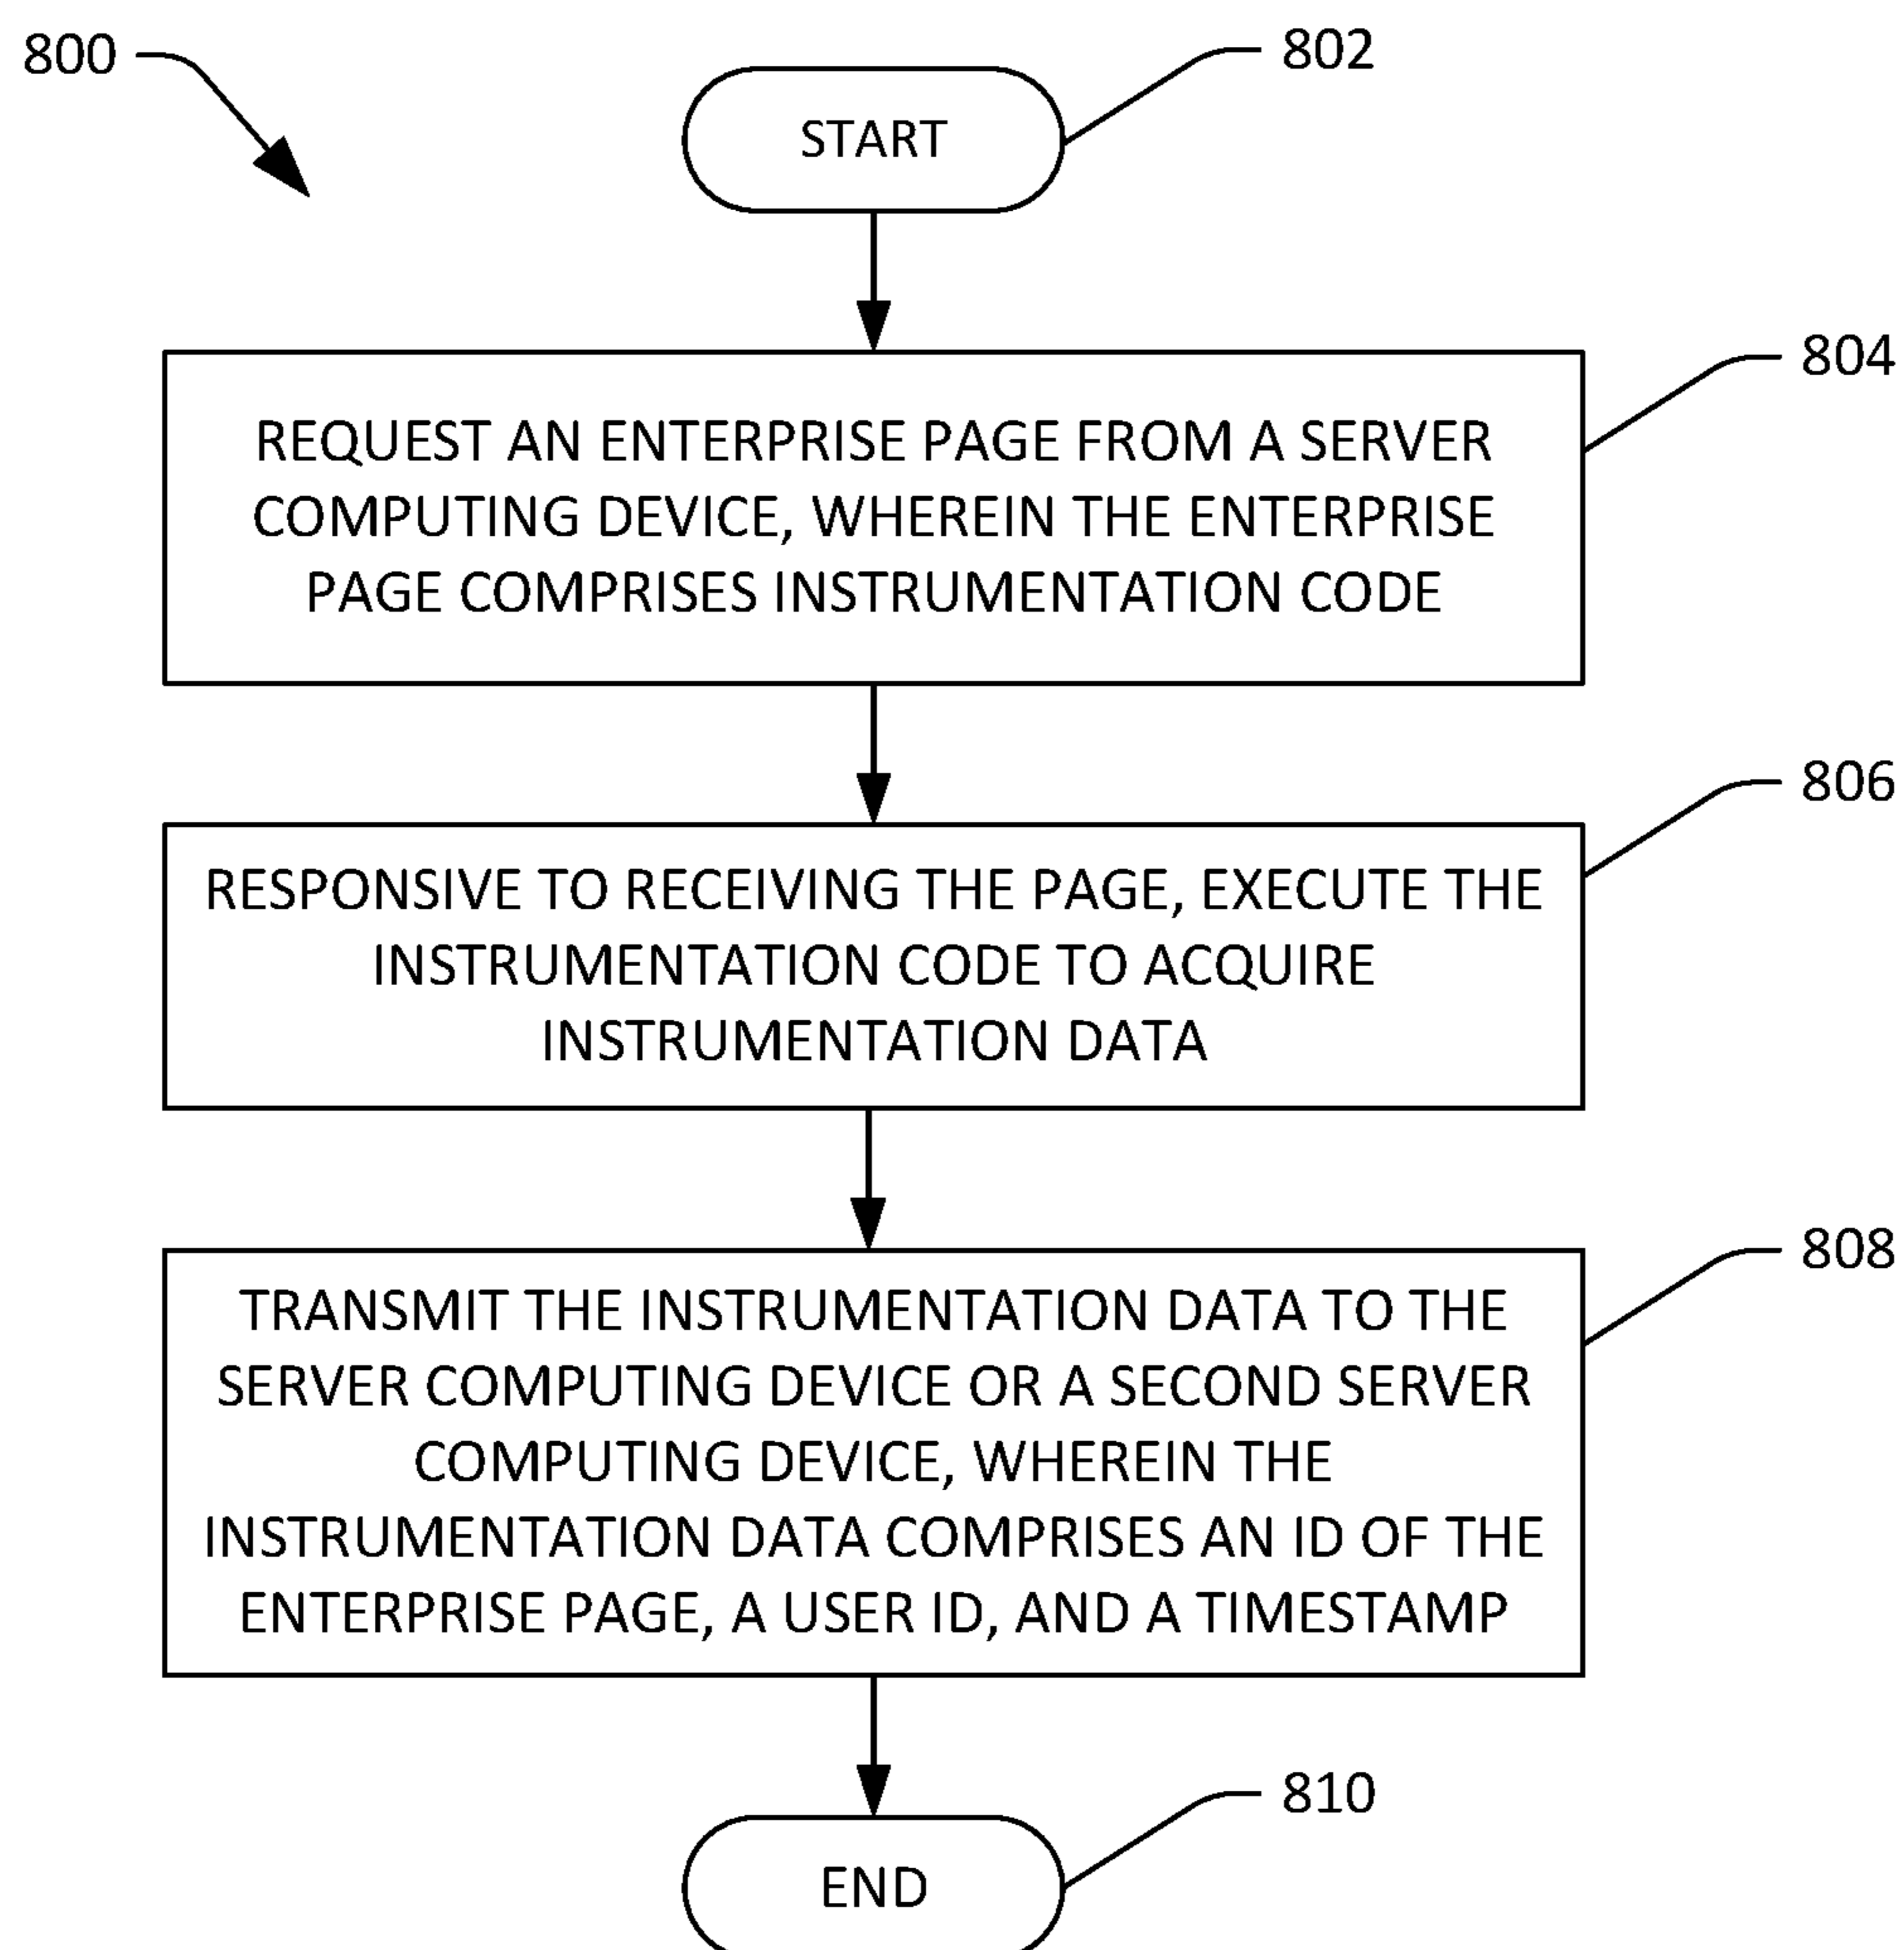 800
802
START
804
REQUEST AN ENTERPRISE PAGE FROM A SERVER
COMPUTING DEVICE, WHEREIN THE ENTERPRISE
PAGE COMPRISES INSTRUMENTATION CODE
806
RESPONSIVE TO RECEIVING THE PAGE, EXECUTE THE
INSTRUMENTATION CODE TO ACQUIRE
INSTRUMENTATION DATA
808
TRANSMIT THE INSTRUMENTATION DATA TO THE
SERVER COMPUTING DEVICE OR A SECOND SERVER
COMPUTING DEVICE, WHEREIN THE
INSTRUMENTATION DATA COMPRISES AN ID OF THE
ENTERPRISE PAGE, A USER ID, AND A TIMESTAMP
810
END